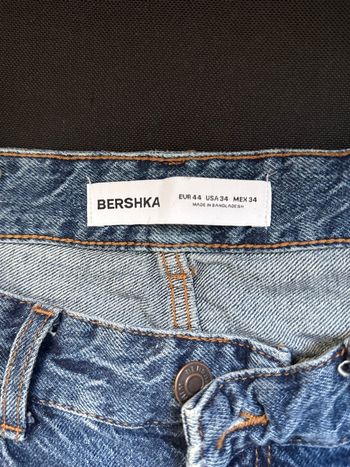 BERSHKA
EUR 44 USA 34 MEX 34
MADE IN BANGLADESH